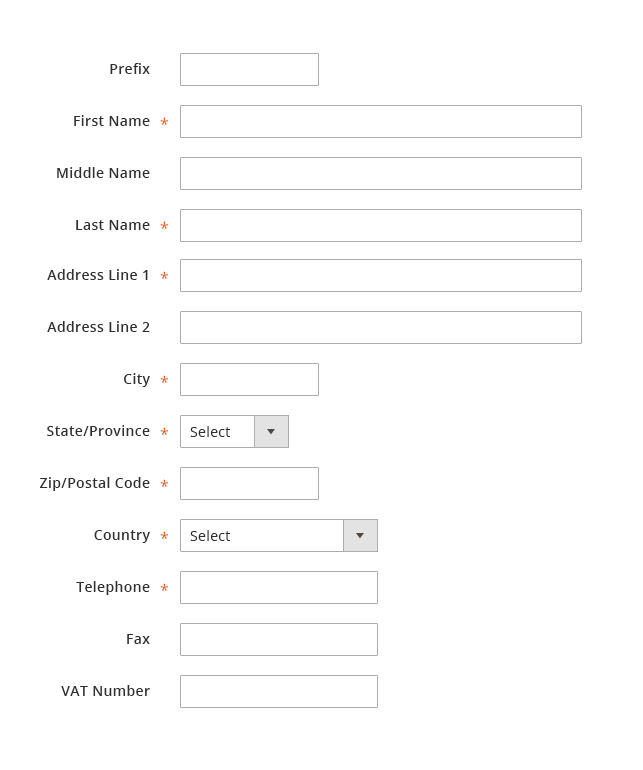 Prefix
First Name *
Middle Name
Last Name *
Address Line 1 *
Address Line 2
City *
State/Province * Select
Zip/Postal Code *
Country * Select
Telephone *
Fax
VAT Number